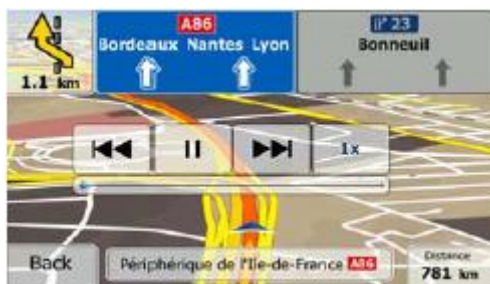 A86
Bordeaux Nantes Lyon
n° 23
Bonneuil
1.1 km
1x
Back
Périphérique de l'Ile-de-France A86
Distance
781 km